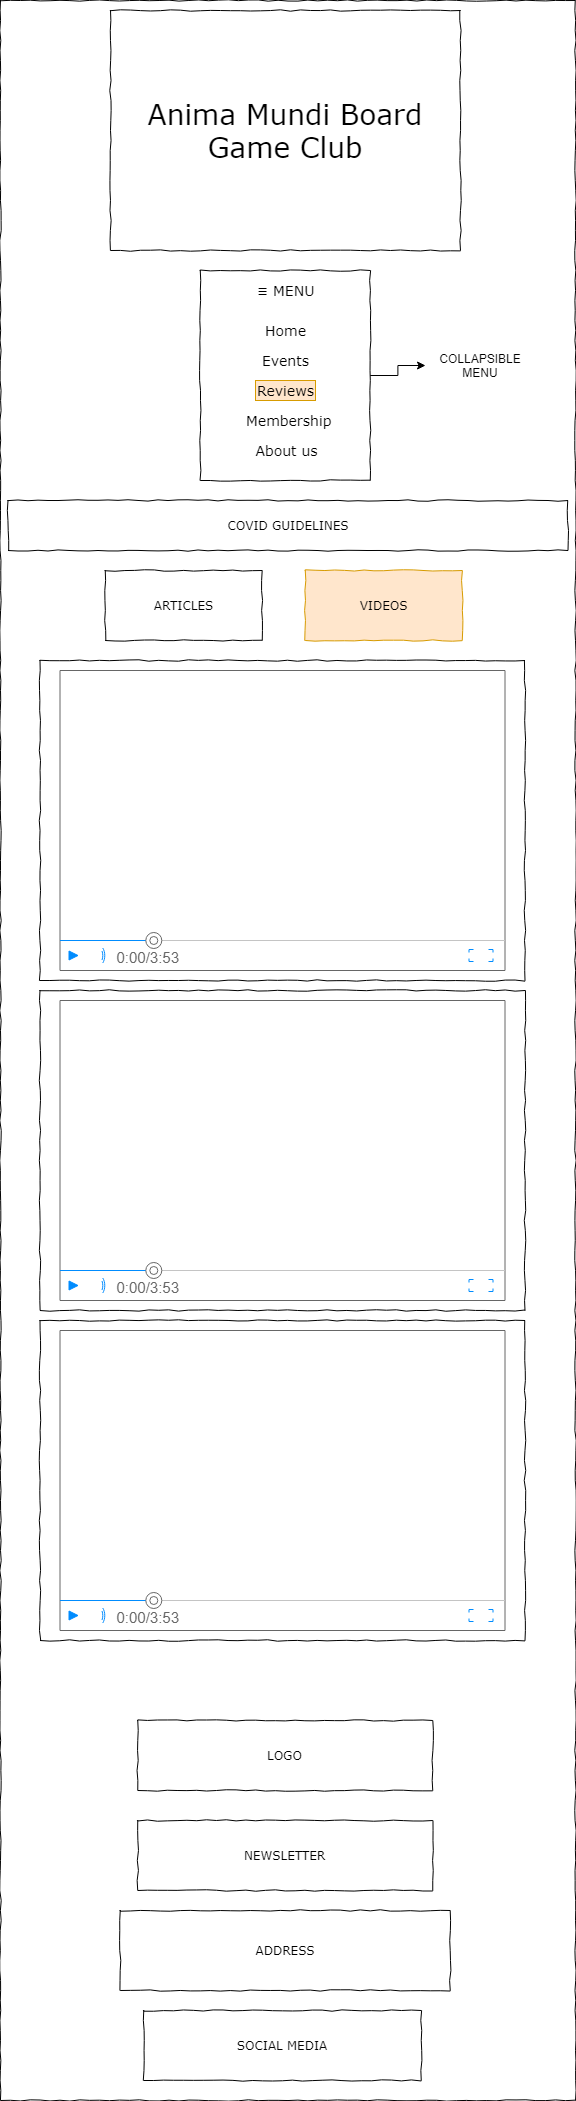 Anima Mundi Board
Game Club
≡ MENU
Home
Events
Reviews
Membership
About us
COLLAPSIBLE
MENU
COVID GUIDELINES
ARTICLES
VIDEOS
0:00/3:53
0:00/3:53
0:00/3:53
LOGO
NEWSLETTER
ADDRESS
SOCIAL MEDIA